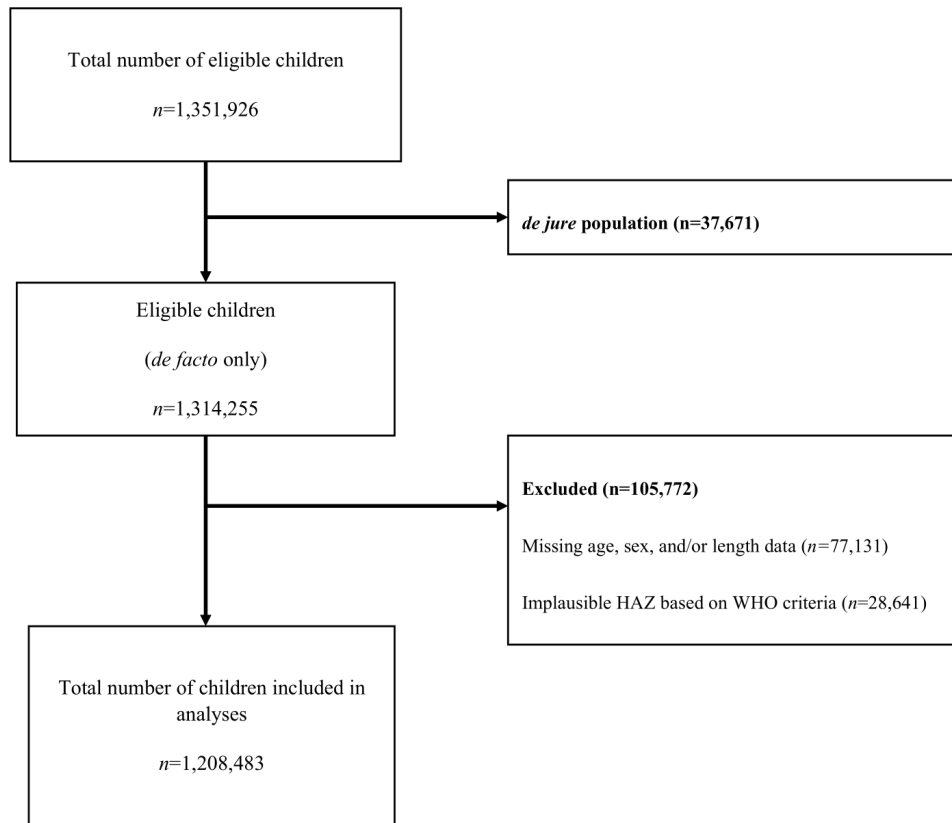 Total number of eligible children
n=1,351,926
de jure population (n=37,671)
Eligible children
(de facto only)
n=1,314,255
Excluded (n=105,772)
Missing age, sex, and/or length data (n=77,131)
Implausible HAZ based on WHO criteria (n=28,641)
Total number of children included in
analyses
n=1,208,483